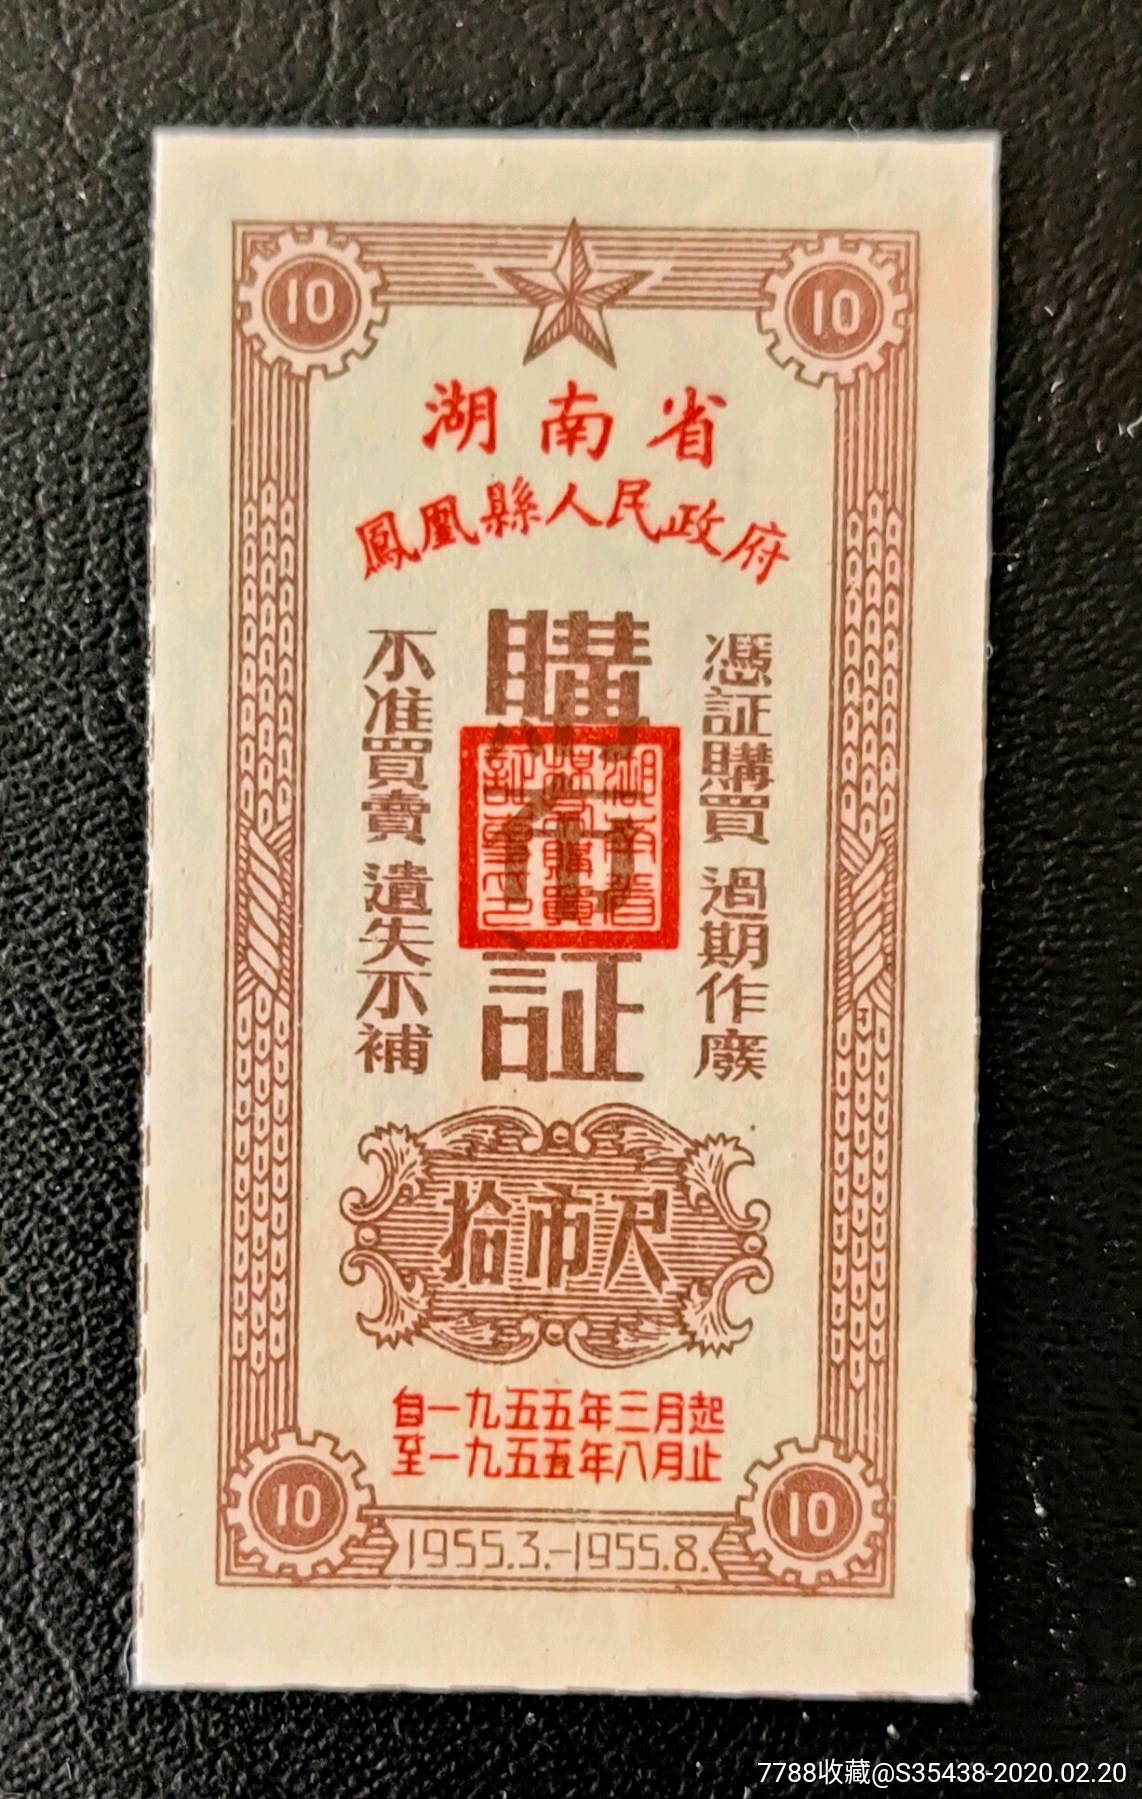 10
10
湖南省
鳳凰縣人民政府
憑証購買 過期作廢
購布証
不准買賣 遺失不補
拾市尺
自一九五五年三月起
至一九五五年八月止
10
10
1955.3.-1955.8.
7788收藏@S35438-2020.02.20